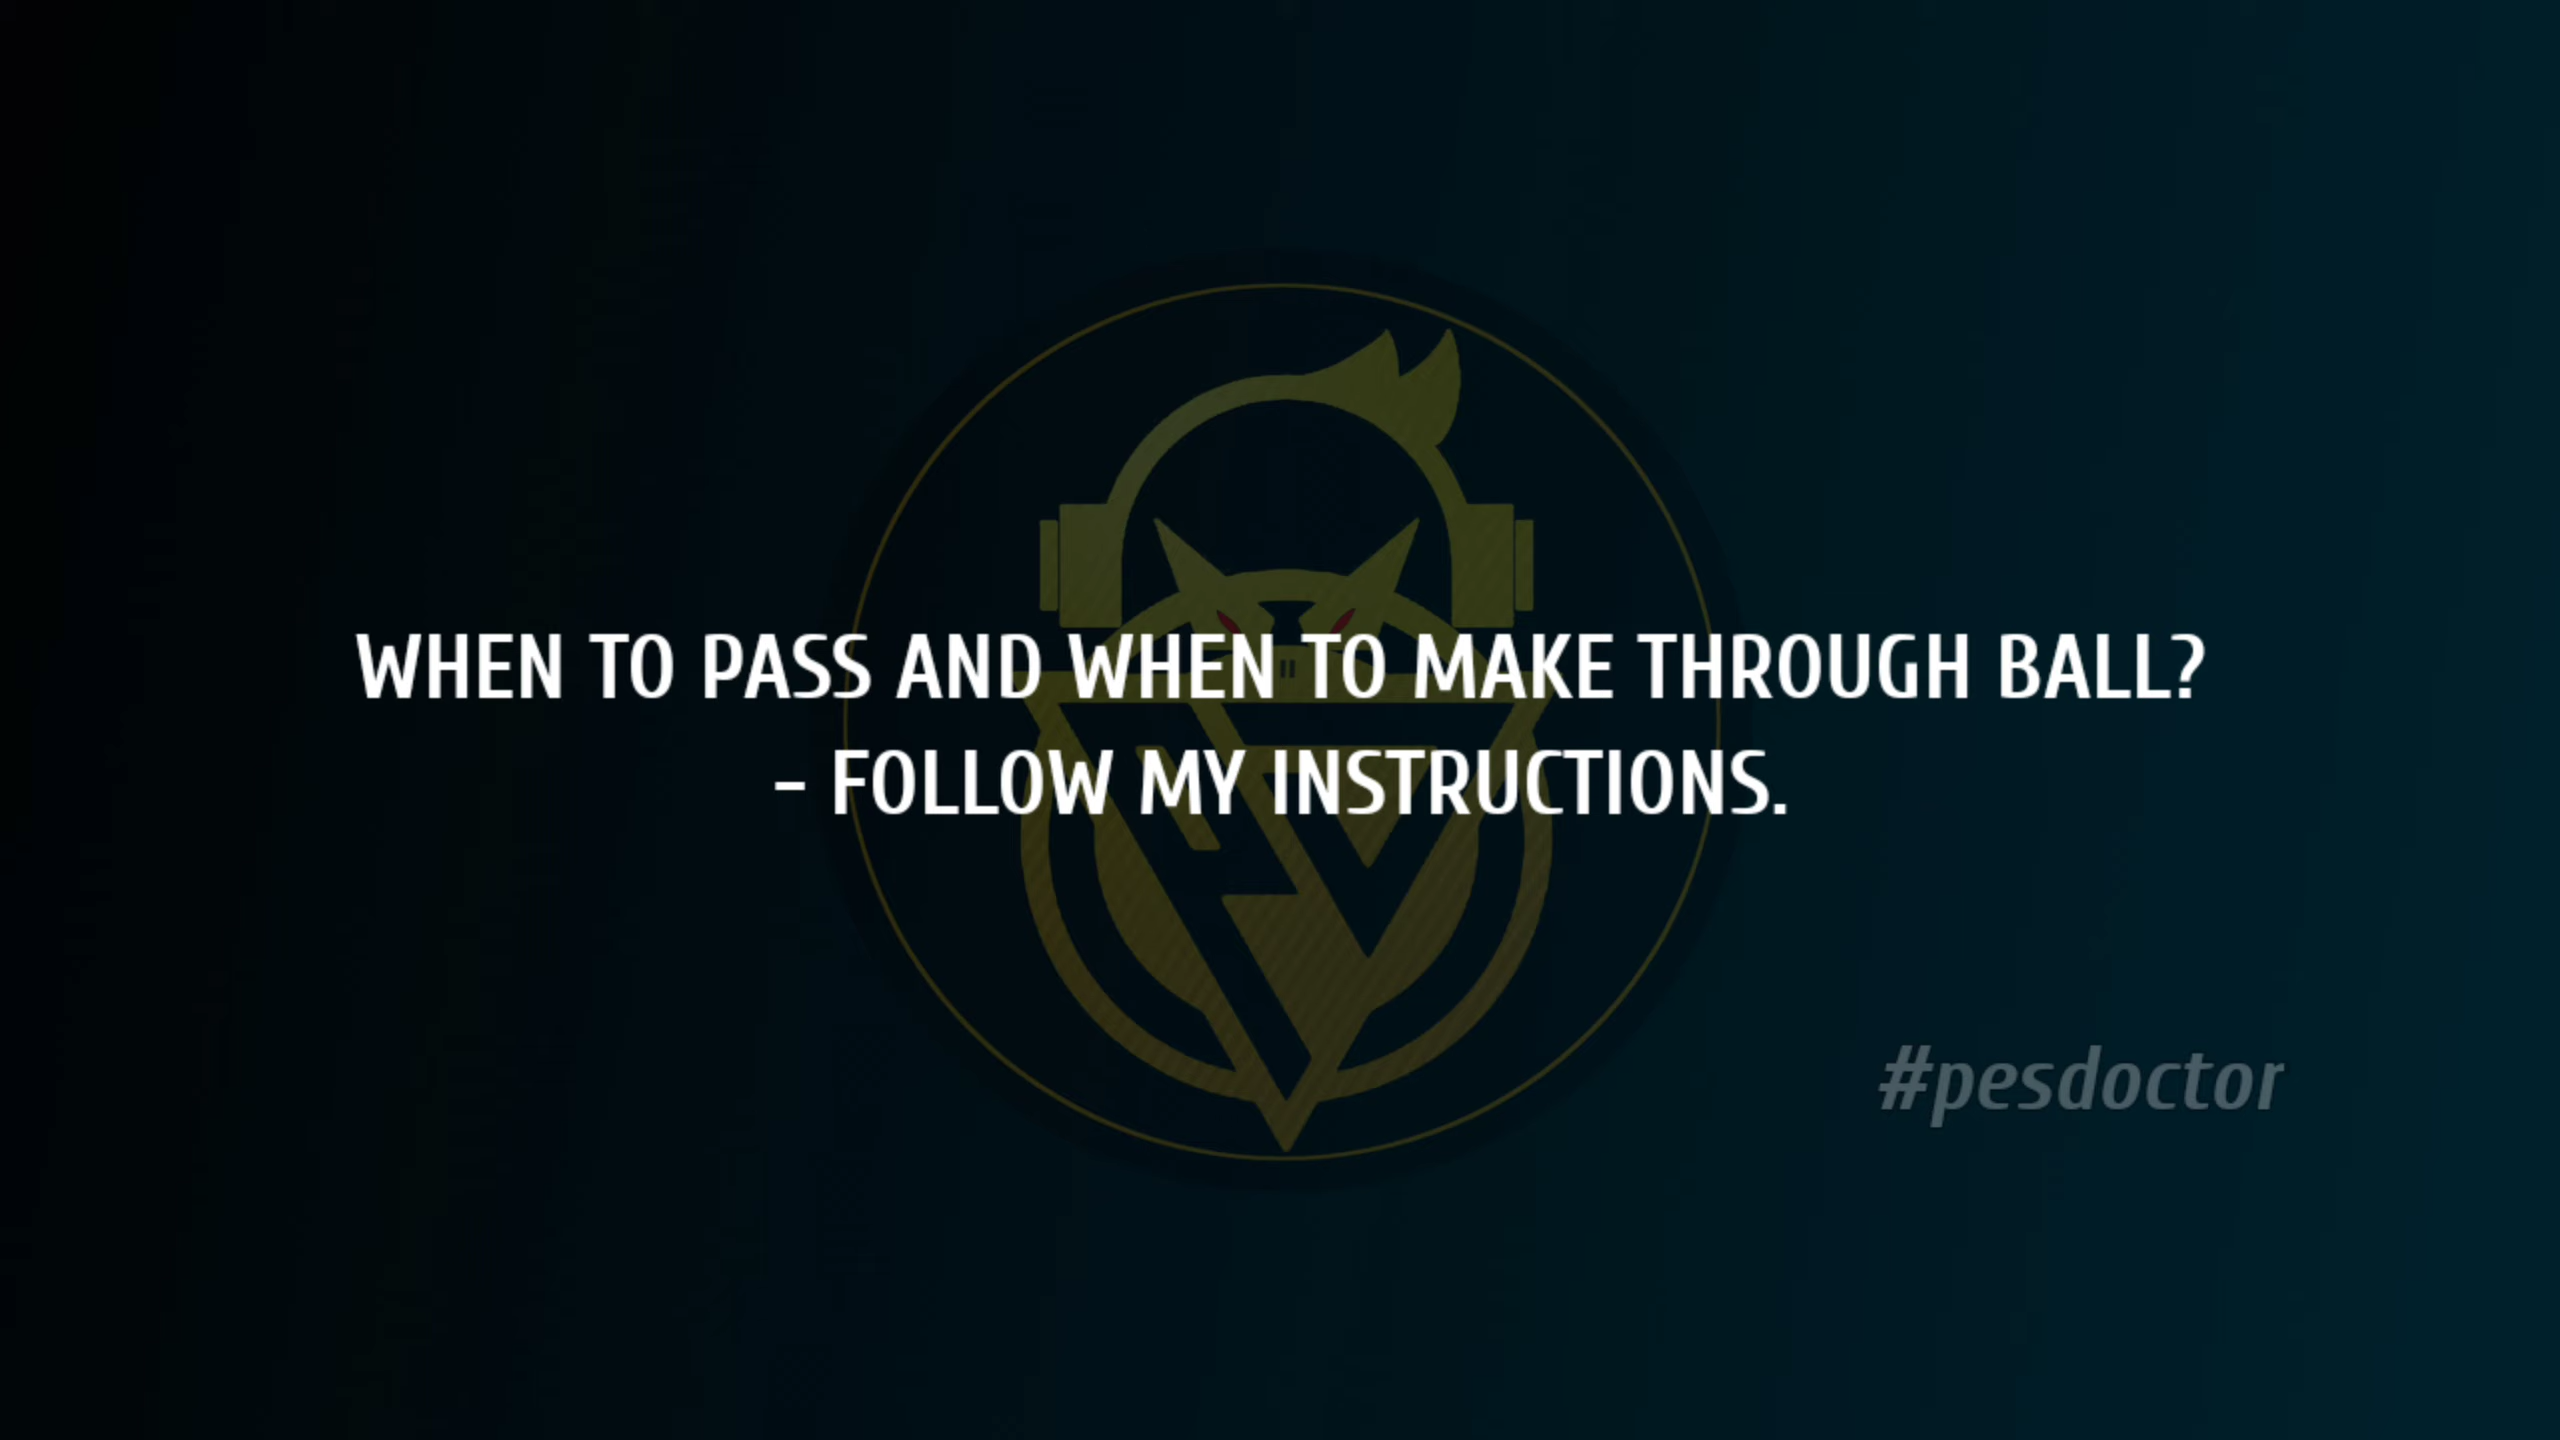 WHEN TO PASS AND WHEN TO MAKE THROUGH BALL?
- FOLLOW MY INSTRUCTIONS.
#pesdoctor